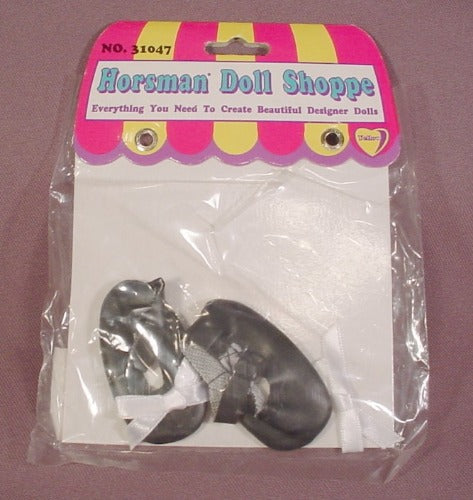 NO. 31047
Horsman Doll Shoppe
Everything You Need To Create Beautiful Designer Dolls